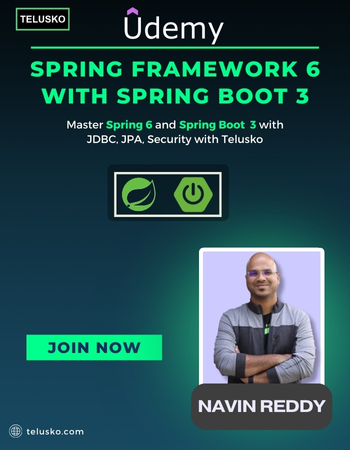 TELUSKO
Udemy
SPRING FRAMEWORK 6
WITH SPRING BOOT 3
Master Spring 6 and Spring Boot 3 with
JDBC, JPA, Security with Telusko
JOIN NOW
NAVIN REDDY
telusko.com